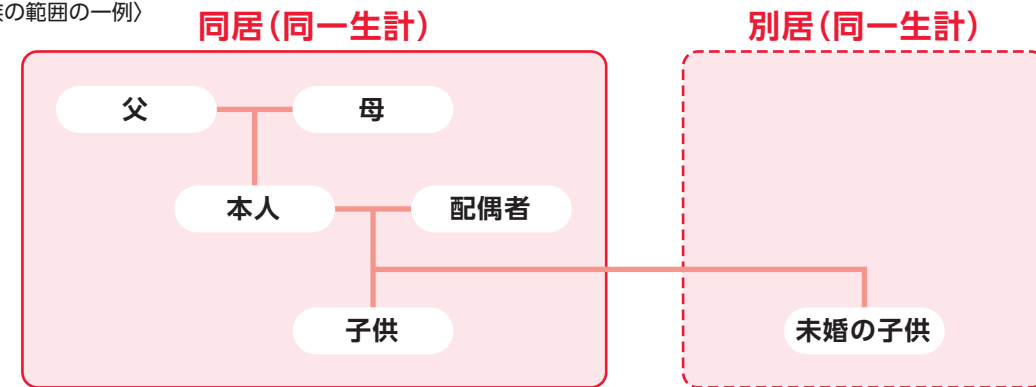 の範囲の一例〉
同居（同一生計）
別居（同一生計）
父
母
本人
配偶者
子供
未婚の子供